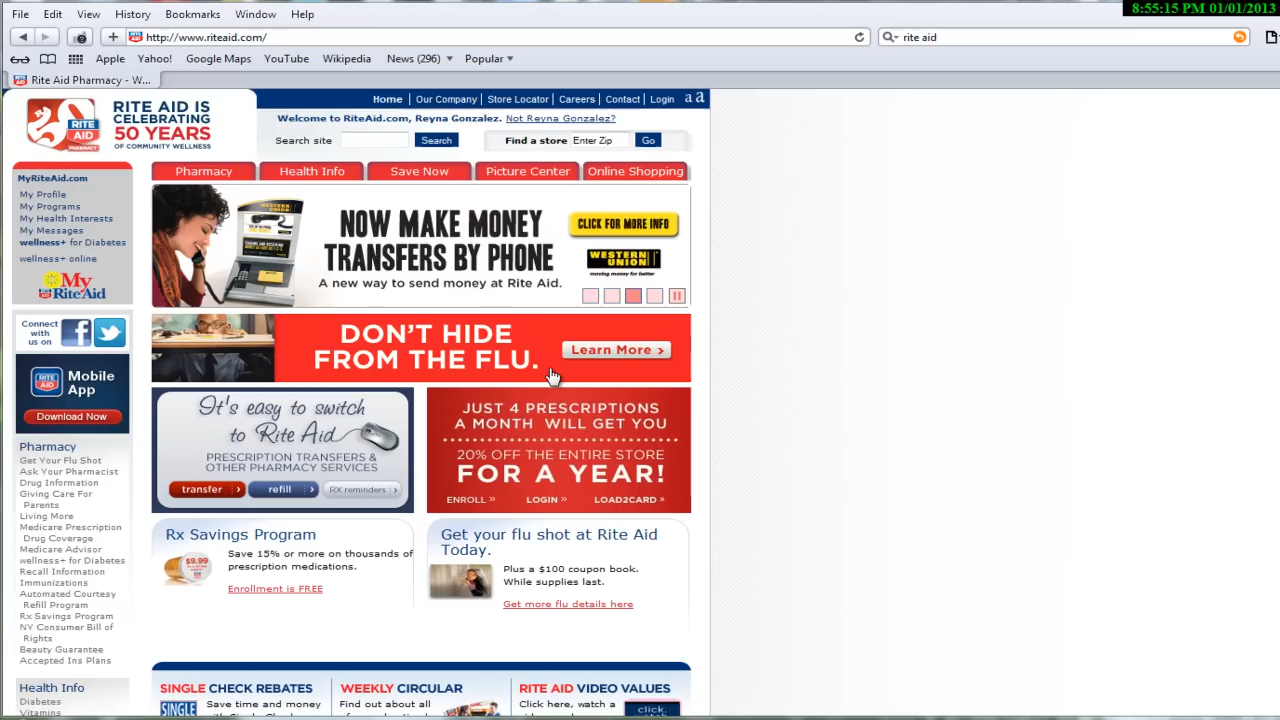 File Edit View History Bookmarks Window Help
8:55:15 PM 01/01/2013
http://www.riteaid.com/
rite aid
Apple Yahoo! Google Maps YouTube Wikipedia News (296) Popular
Rite Aid Pharmacy - W...
RITE AID PHARMACY
RITE AID IS
CELEBRATING
50 YEARS
OF COMMUNITY WELLNESS
Home Our Company Store Locator Careers Contact Login a a
Welcome to RiteAid.com, Reyna Gonzalez. Not Reyna Gonzalez?
Search site Search Find a store Enter Zip Go
Pharmacy Health Info Save Now Picture Center Online Shopping
MyRiteAid.com
My Profile
My Programs
My Health Interests
My Messages
wellness+ for Diabetes
wellness+ online
My
RiteAid
WESTERN UNION
NOW MAKE MONEY
TRANSFERS BY PHONE
A new way to send money at Rite Aid.
CLICK FOR MORE INFO
WESTERN UNION
moving money for better
Connect
with
us on
RITE AID
Mobile
App
Download Now
DON'T HIDE
FROM THE FLU.
Learn More >
It's easy to switch
to Rite Aid
PRESCRIPTION TRANSFERS &
OTHER PHARMACY SERVICES
transfer refill RX reminders
JUST 4 PRESCRIPTIONS
A MONTH WILL GET YOU
20% OFF THE ENTIRE STORE
FOR A YEAR!
ENROLL » LOGIN » LOAD2CARD »
Pharmacy
Get Your Flu Shot
Ask Your Pharmacist
Drug Information
Giving Care For
Parents
Living More
Medicare Prescription
Drug Coverage
Medicare Advisor
wellness+ for Diabetes
Recall Information
Immunizations
Automated Courtesy
Refill Program
Rx Savings Program
NY Consumer Bill of
Rights
Beauty Guarantee
Accepted Ins Plans
Health Info
Diabetes
Vitamins
Rx Savings Program
$9.99
Save 15% or more on thousands of
prescription medications.
Enrollment is FREE
Get your flu shot at Rite Aid
Today.
Plus a $100 coupon book.
While supplies last.
Get more flu details here
SINGLE CHECK REBATES
SINGLE
Save time and money
WEEKLY CIRCULAR
Find out about all
RITE AID VIDEO VALUES
Click here, watch a
click,